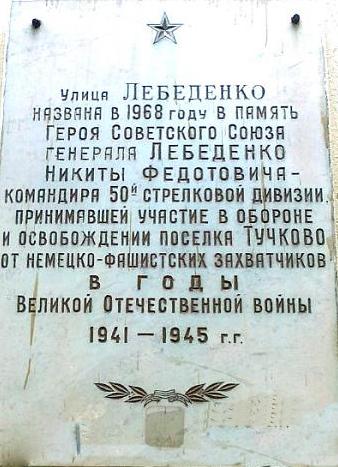 Улица ЛЕБЕДЕНКО
НАЗВАНА В 1968 году В ПАМЯТЬ
ГЕРОЯ СОВЕТСКОГО СОЮЗА
ГЕНЕРАЛА ЛЕБЕДЕНКО
НИКИТЫ ФЕДОТОВИЧА –
КОМАНДИРА 50й СТРЕЛКОВОЙ ДИВИЗИИ,
ПРИНИМАВШЕЙ УЧАСТИЕ В ОБОРОНЕ
И ОСВОБОЖДЕНИИ ПОСЕЛКА ТУЧКОВО
ОТ НЕМЕЦКО-ФАШИСТСКИХ ЗАХВАТЧИКОВ
В ГОДЫ
ВЕЛИКОЙ ОТЕЧЕСТВЕННОЙ ВОЙНЫ
1941 — 1945 г.г.